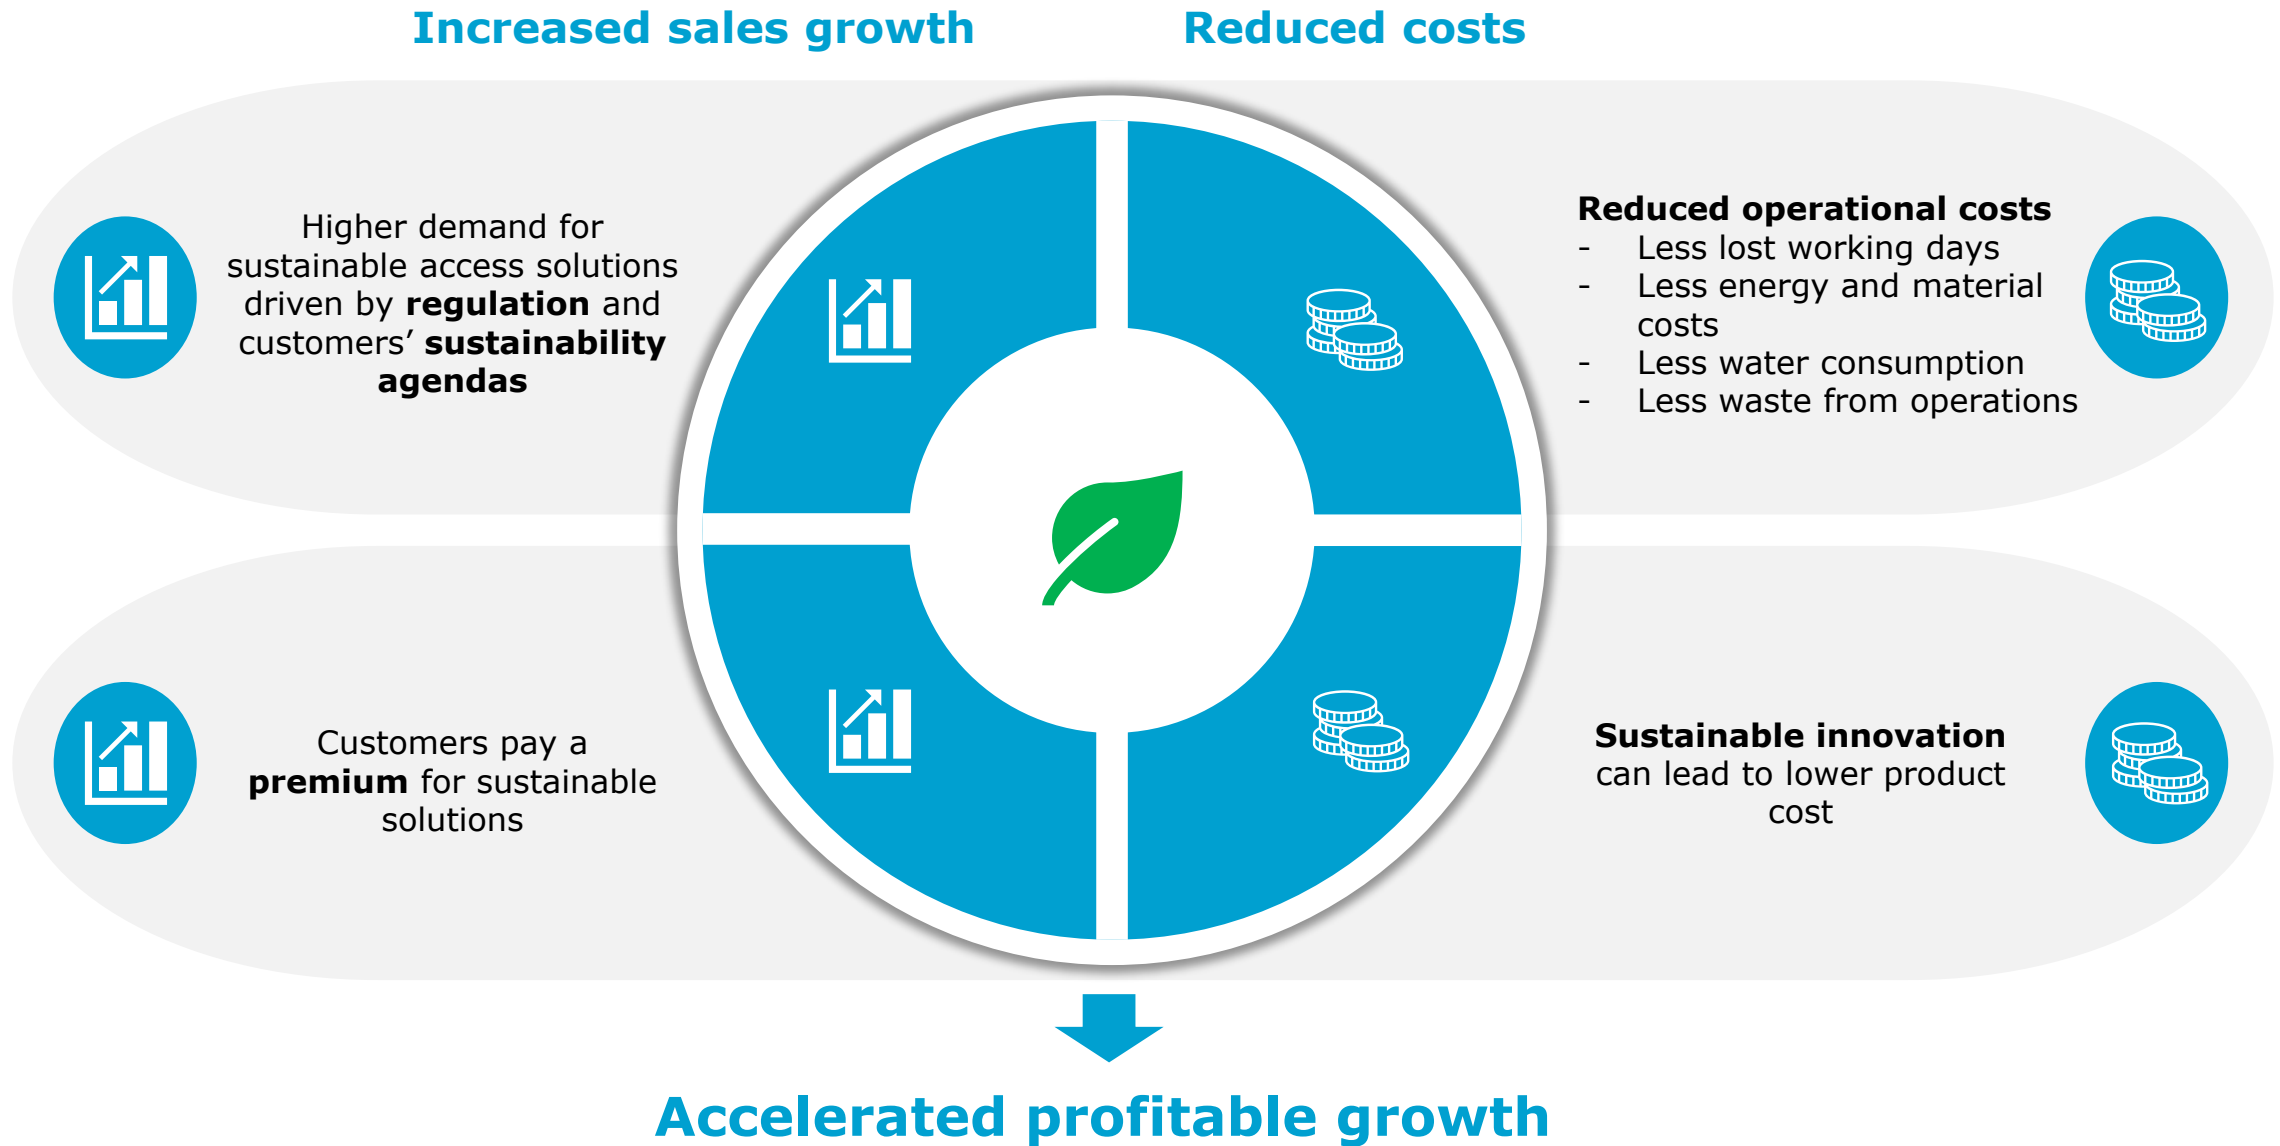 Increased sales growth
Reduced costs
Higher demand for
sustainable access solutions
driven by regulation and
customers’ sustainability
agendas
Reduced operational costs
- Less lost working days
- Less energy and material
costs
- Less water consumption
- Less waste from operations
Customers pay a
premium for sustainable
solutions
Sustainable innovation
can lead to lower product
cost
Accelerated profitable growth